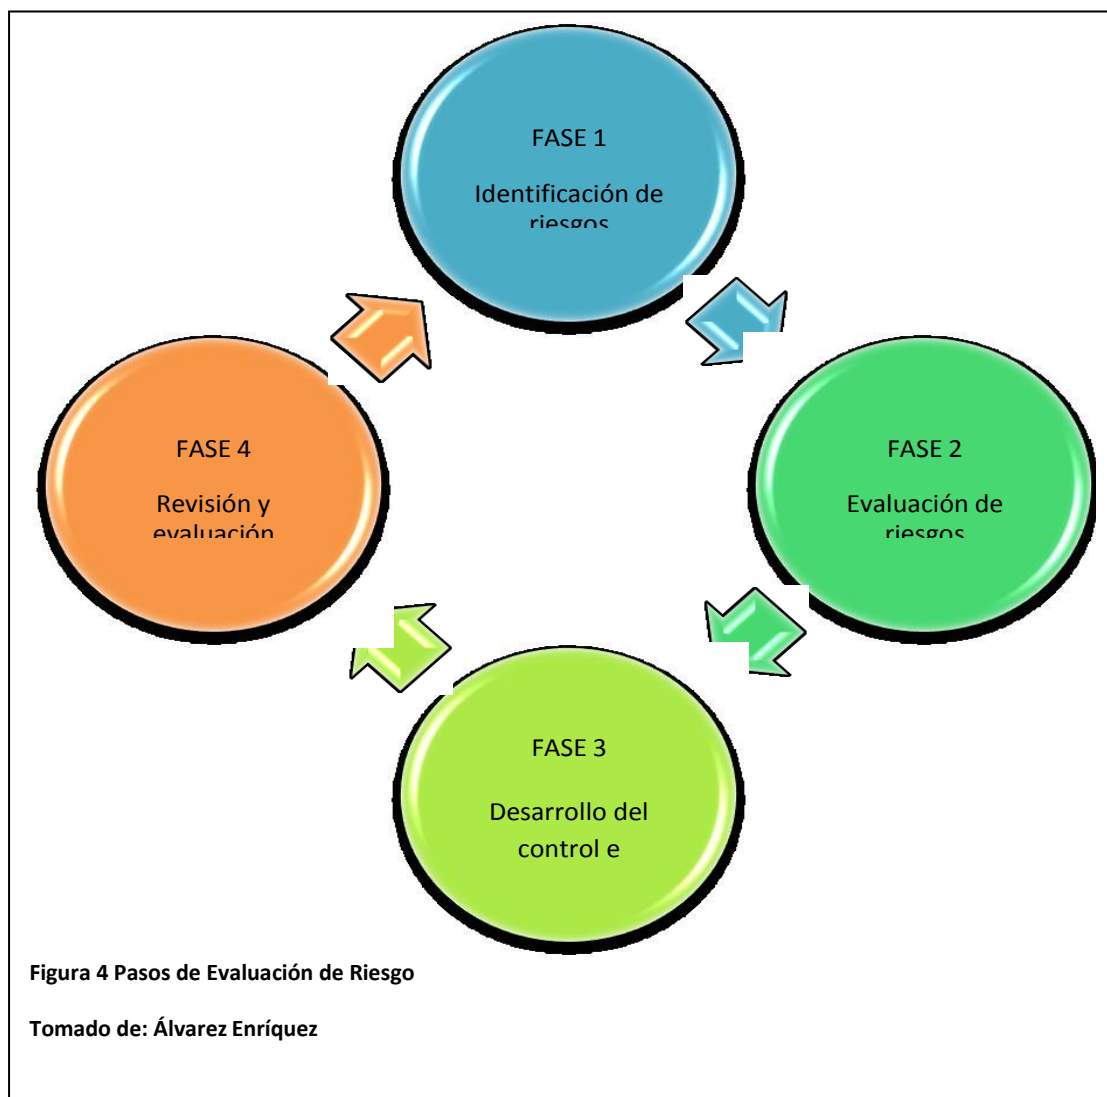 FASE 1
Identificación de
riesgos
FASE 2
Evaluación de
riesgos
FASE 3
Desarrollo del
control e
FASE 4
Revisión y
evaluación
Figura 4 Pasos de Evaluación de Riesgo
Tomado de: Álvarez Enríquez